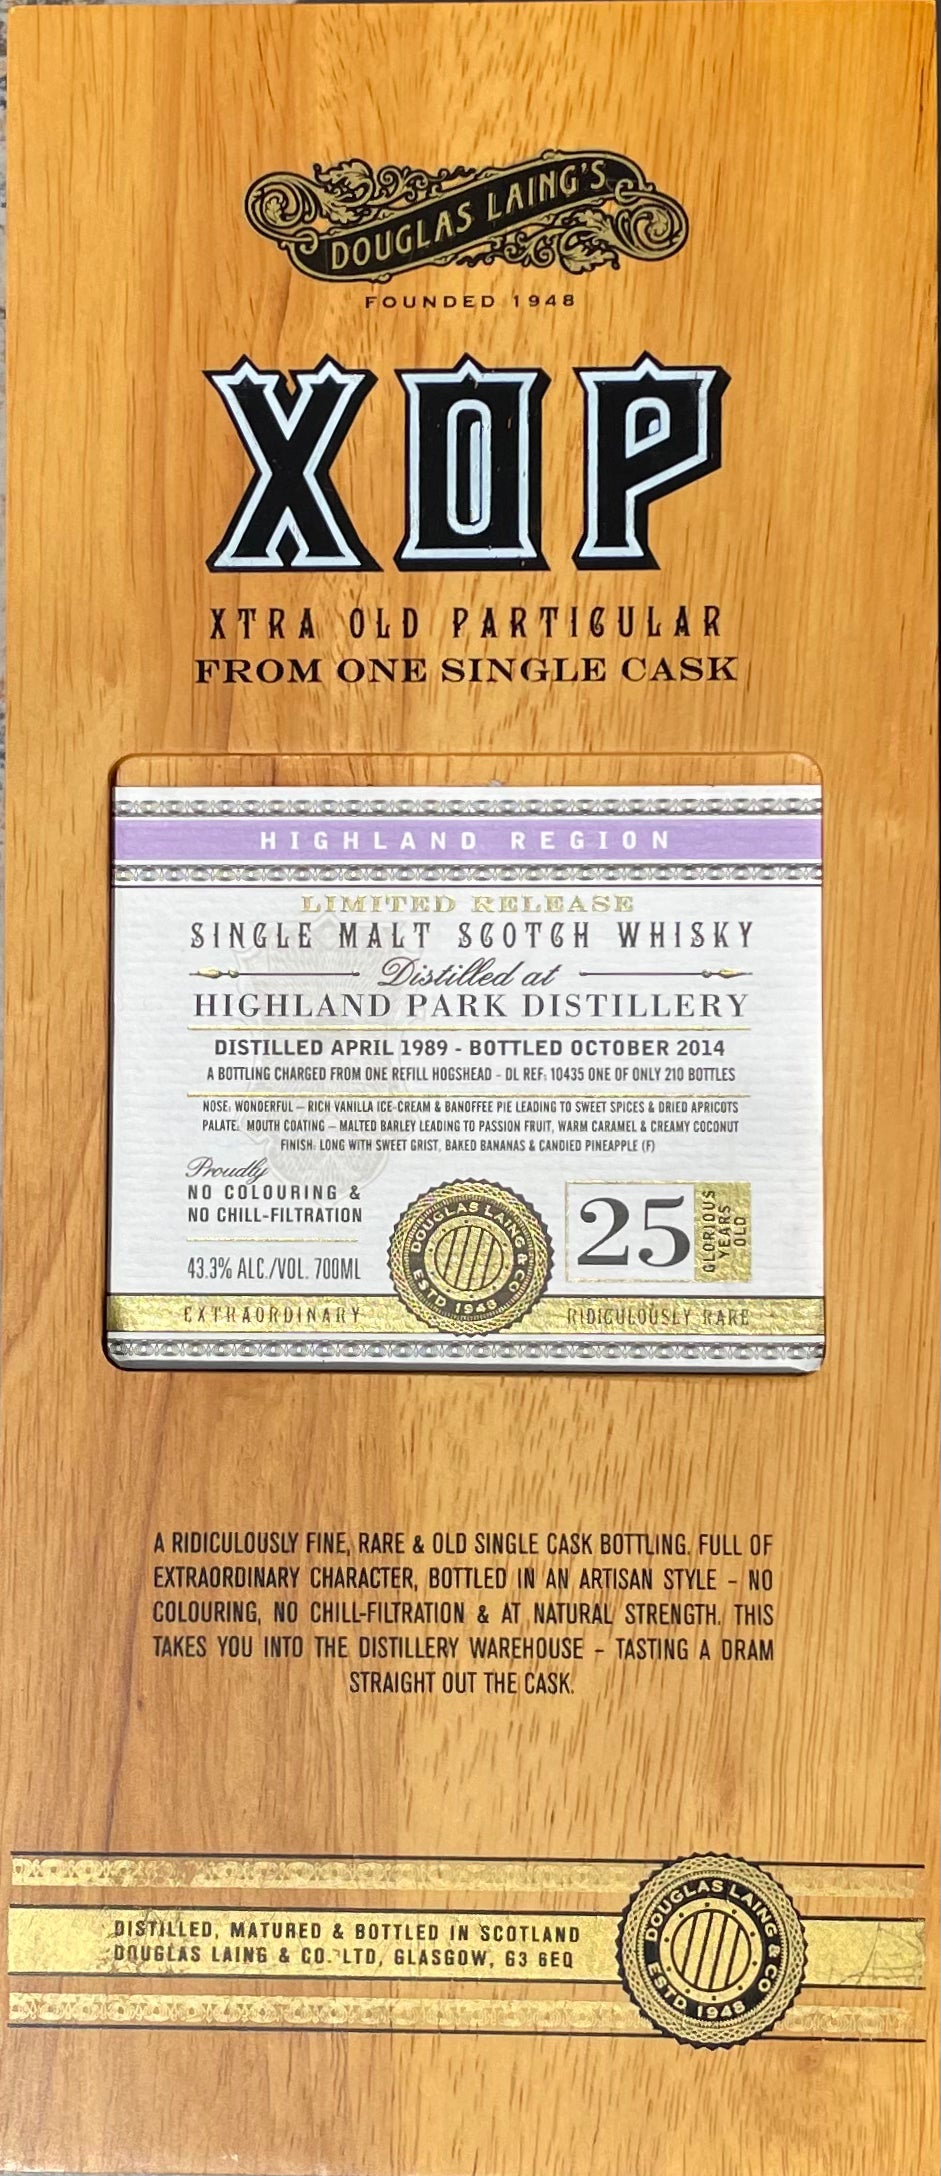 DOUGLAS LAING'S
FOUNDED 1948
XOP
XTRA OLD PARTICULAR
FROM ONE SINGLE CASK
HIGHLAND REGION
LIMITED RELEASE
SINGLE MALT SCOTCH WHISKY
Distilled at
HIGHLAND PARK DISTILLERY
DISTILLED APRIL 1989 - BOTTLED OCTOBER 2014
A BOTTLING CHARGED FROM ONE REFILL HOGSHEAD - DL REF: 10435 ONE OF ONLY 210 BOTTLES
NOSE: WONDERFUL – RICH VANILLA ICE-CREAM & BANOFFEE PIE LEADING TO SWEET SPICES & DRIED APRICOTS
PALATE: MOUTH COATING – MALTED BARLEY LEADING TO PASSION FRUIT, WARM CARAMEL & CREAMY COCONUT
FINISH: LONG WITH SWEET GRIST, BAKED BANANAS & CANDIED PINEAPPLE (F)
Proudly
NO COLOURING &
NO CHILL-FILTRATION
43.3% ALC./VOL. 700ML
DOUGLAS LAING & CO
ESTD 1948
25
GLORIOUS
YEARS
OLD
EXTRAORDINARY
RIDICULOUSLY RARE
A RIDICULOUSLY FINE, RARE & OLD SINGLE CASK BOTTLING. FULL OF
EXTRAORDINARY CHARACTER, BOTTLED IN AN ARTISAN STYLE - NO
COLOURING, NO CHILL-FILTRATION & AT NATURAL STRENGTH. THIS
TAKES YOU INTO THE DISTILLERY WAREHOUSE - TASTING A DRAM
STRAIGHT OUT THE CASK.
DISTILLED, MATURED & BOTTLED IN SCOTLAND
DOUGLAS LAING & CO. LTD, GLASGOW, G3 6EQ
DOUGLAS LAING & CO
ESTD 1948